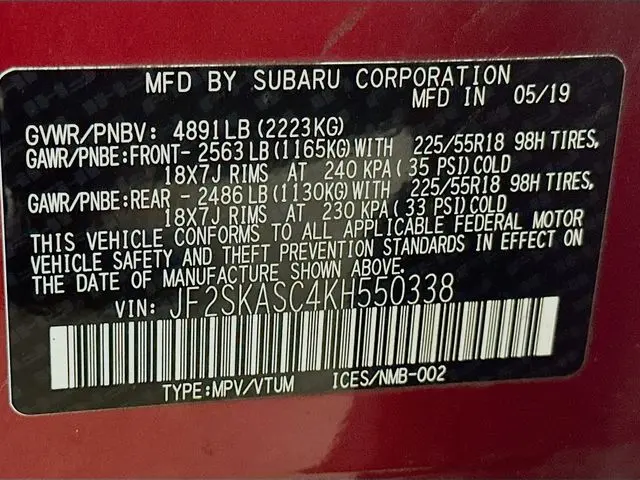 MFD BY SUBARU CORPORATION
MFD IN 05/19
GVWR/PNBV: 4891LB (2223KG)
GAWR/PNBE:FRONT- 2563 LB (1165KG) WITH 225/55R18 98H TIRES,
18X7J RIMS AT 240 KPA ( 35 PSI) COLD
GAWR/PNBE:REAR - 2486 LB (1130KG) WITH 225/55R18 98H TIRES,
18X7J RIMS AT 230 KPA ( 33 PSI) COLD
THIS VEHICLE CONFORMS TO ALL APPLICABLE FEDERAL MOTOR
VEHICLE SAFETY AND THEFT PREVENTION STANDARDS IN EFFECT ON
THE DATE OF MANUFACTURE SHOWN ABOVE.
VIN: JF2SKASC4KH550338
TYPE:MPV/VTUM ICES/NMB-002